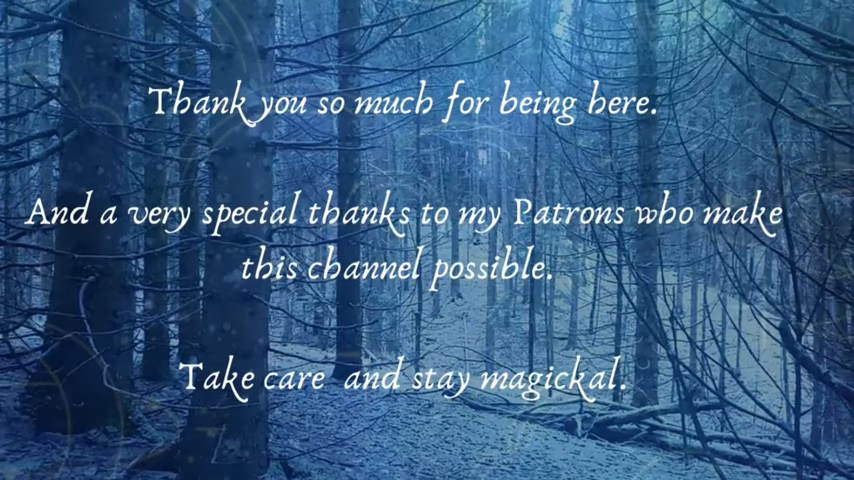 Thank you so much for being here.
And a very special thanks to my Patrons who make
this channel possible.
Take care and stay magickal.